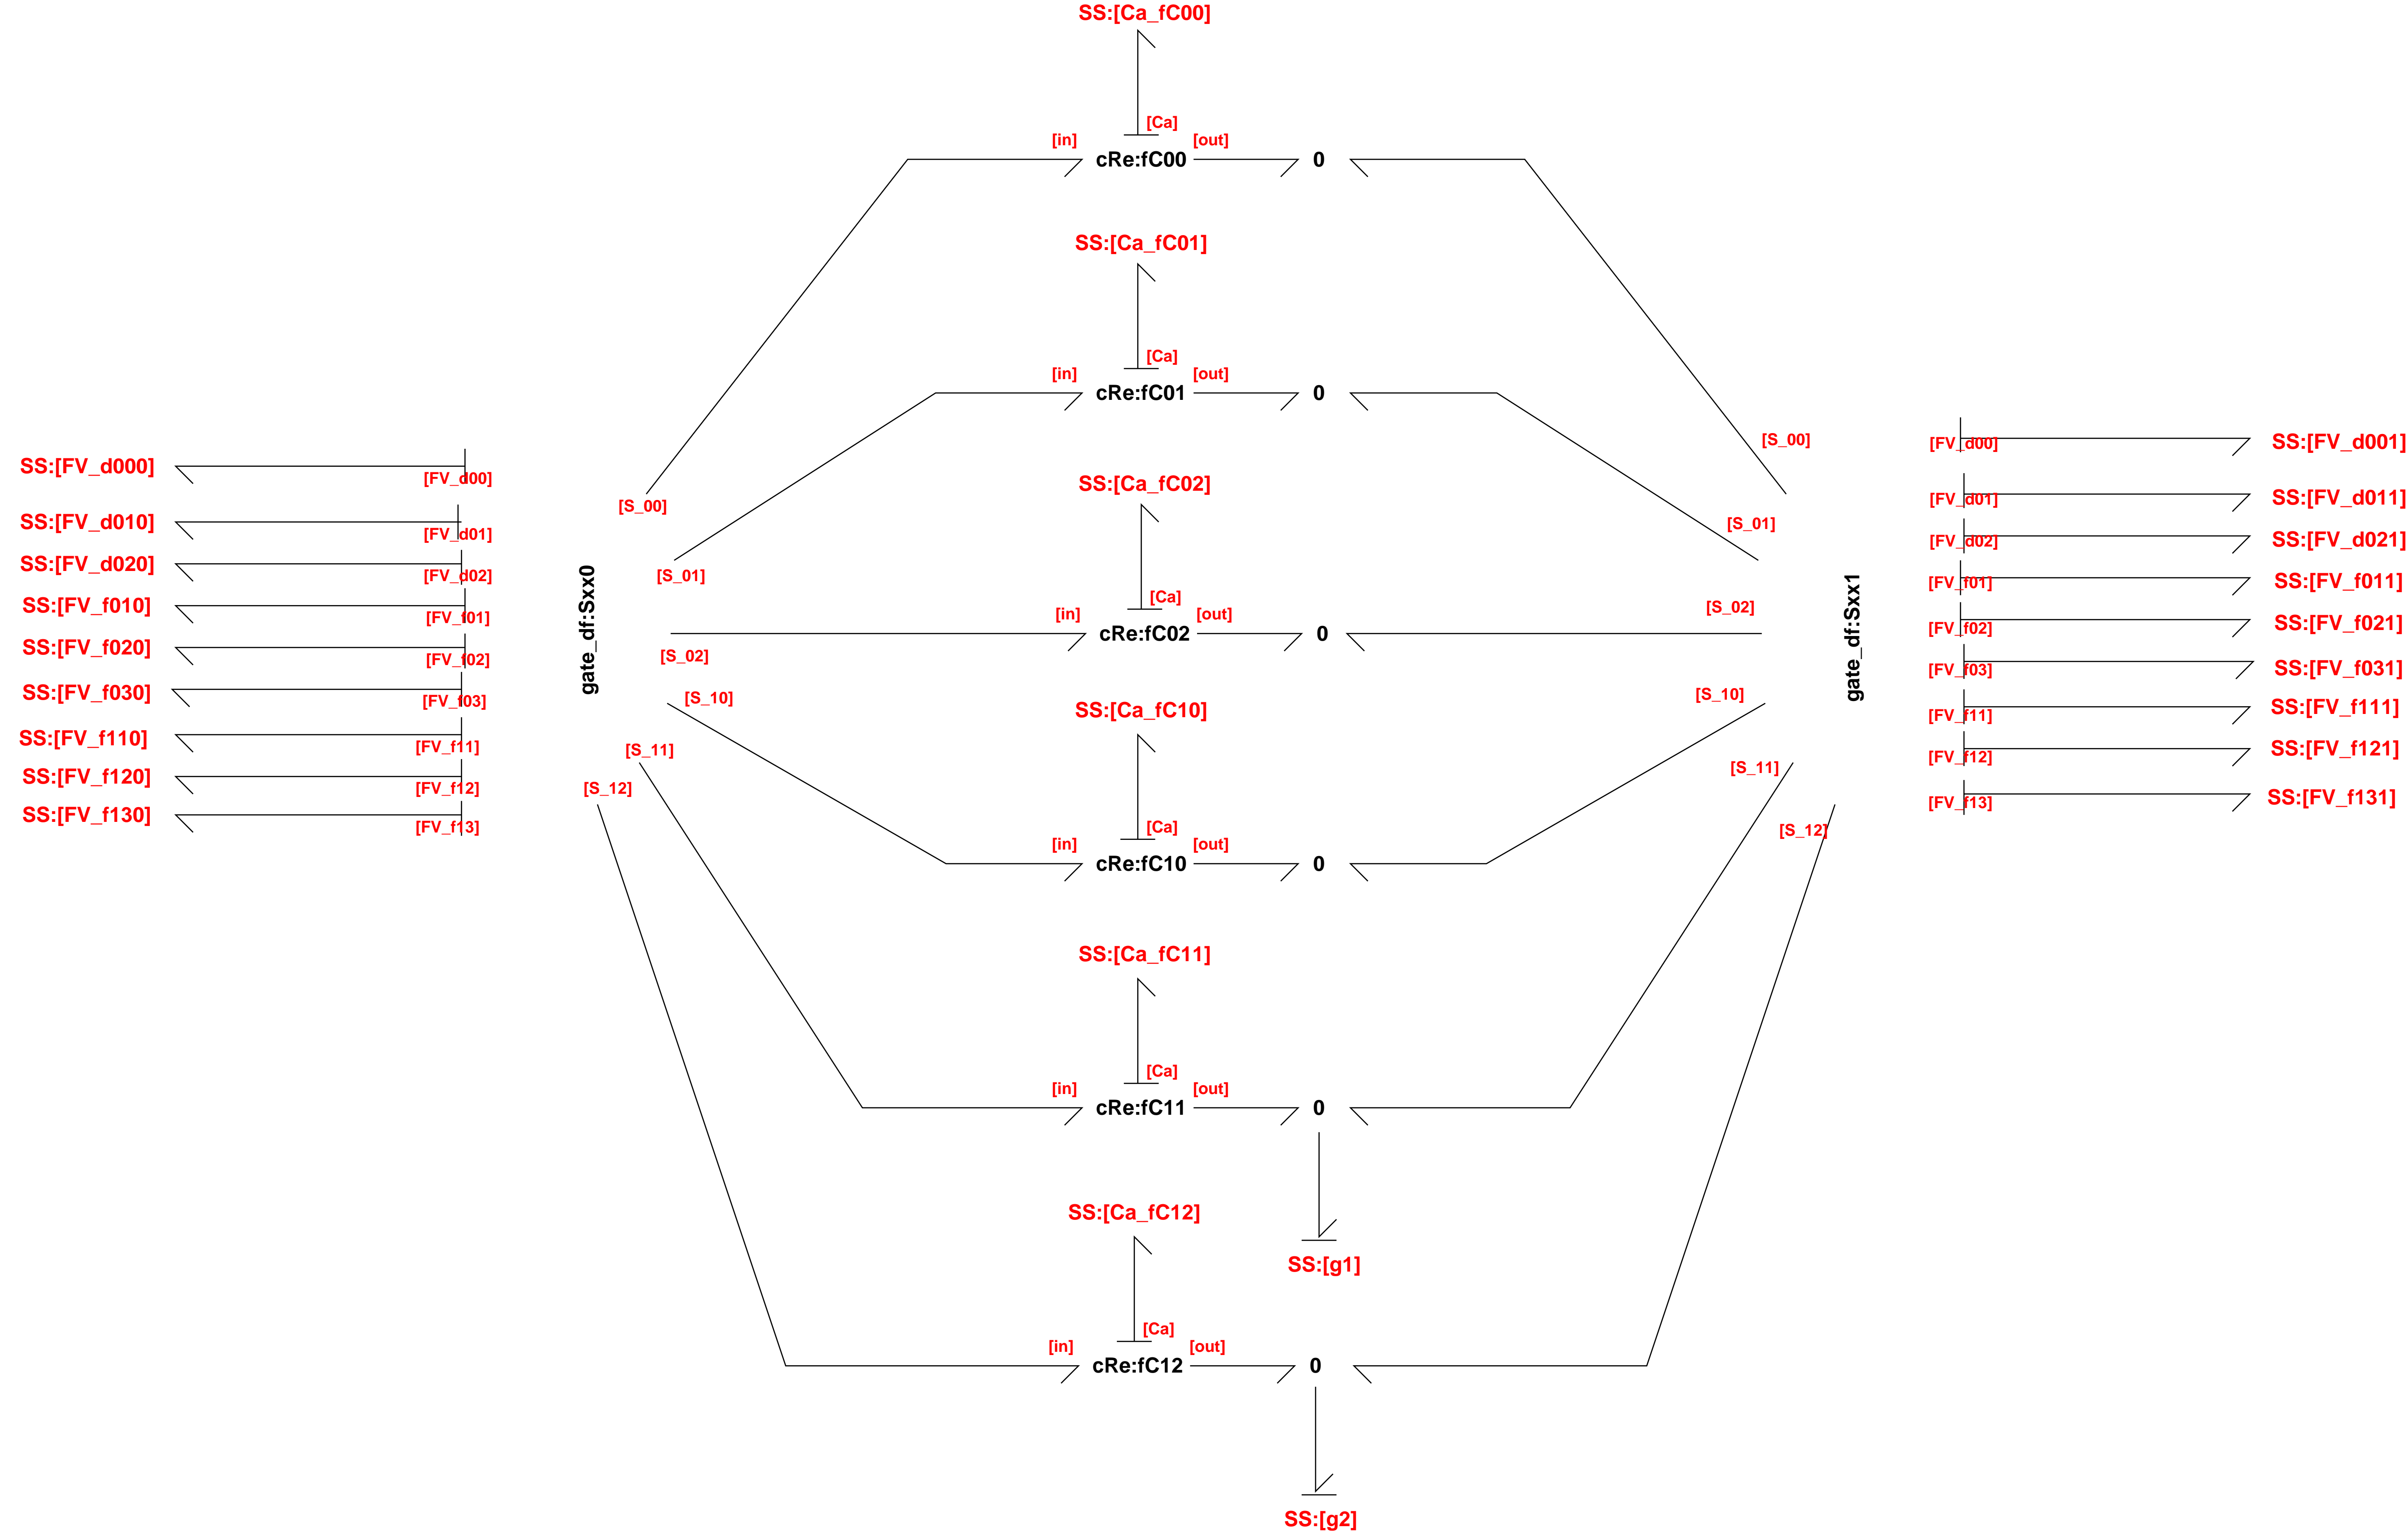 SS:[Ca_fC00]
[Ca]
[in]
[out]
cRe:fC00
0
SS:[Ca_fC01]
[Ca]
[in]
[out]
cRe:fC01
0
SS:[Ca_fC02]
[Ca]
[in]
[out]
cRe:fC02
0
SS:[Ca_fC10]
[Ca]
[in]
[out]
cRe:fC10
0
SS:[Ca_fC11]
[Ca]
[in]
[out]
cRe:fC11
0
SS:[g1]
SS:[Ca_fC12]
[Ca]
[in]
[out]
cRe:fC12
0
SS:[g2]
SS:[FV_d000]
[FV_d00]
SS:[FV_d010]
[FV_d01]
SS:[FV_d020]
[FV_d02]
SS:[FV_f010]
[FV_f01]
SS:[FV_f020]
[FV_f02]
SS:[FV_f030]
[FV_f03]
SS:[FV_f110]
[FV_f11]
SS:[FV_f120]
[FV_f12]
SS:[FV_f130]
[FV_f13]
gate_df:Sxx0
[S_00]
[S_01]
[S_02]
[S_10]
[S_11]
[S_12]
[S_00]
[S_01]
[S_02]
[S_10]
[S_11]
[S_12]
gate_df:Sxx1
[FV_d00]
SS:[FV_d001]
[FV_d01]
SS:[FV_d011]
[FV_d02]
SS:[FV_d021]
[FV_f01]
SS:[FV_f011]
[FV_f02]
SS:[FV_f021]
[FV_f03]
SS:[FV_f031]
[FV_f11]
SS:[FV_f111]
[FV_f12]
SS:[FV_f121]
[FV_f13]
SS:[FV_f131]